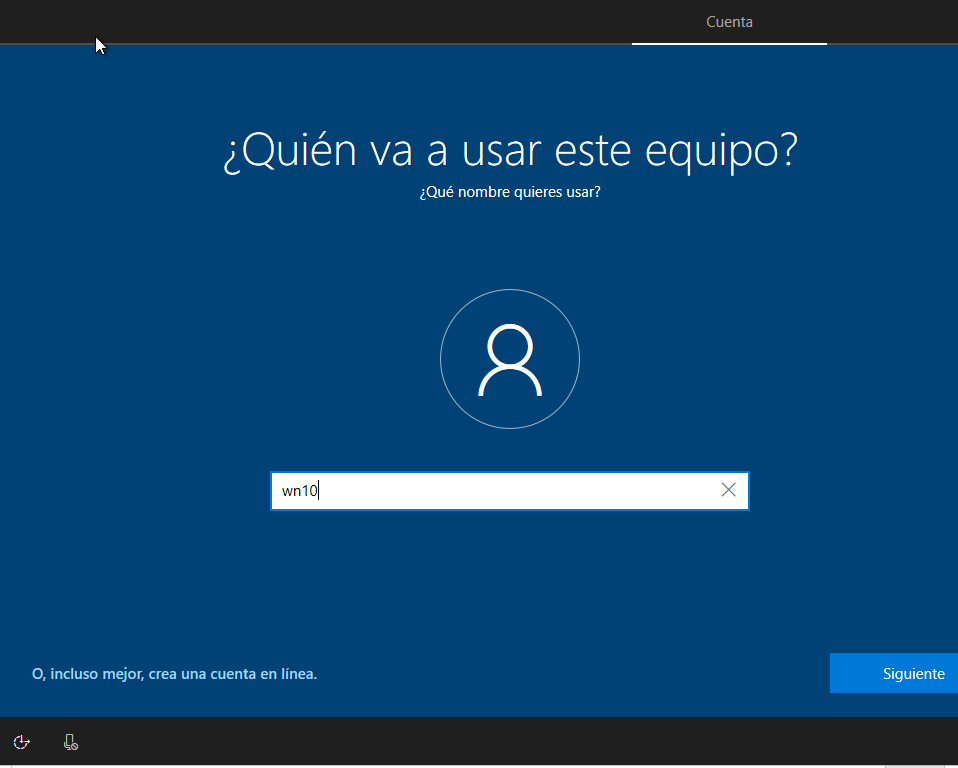 Cuenta
¿Quién va a usar este equipo?
¿Qué nombre quieres usar?
wn10
O, incluso mejor, crea una cuenta en línea.
Siguiente